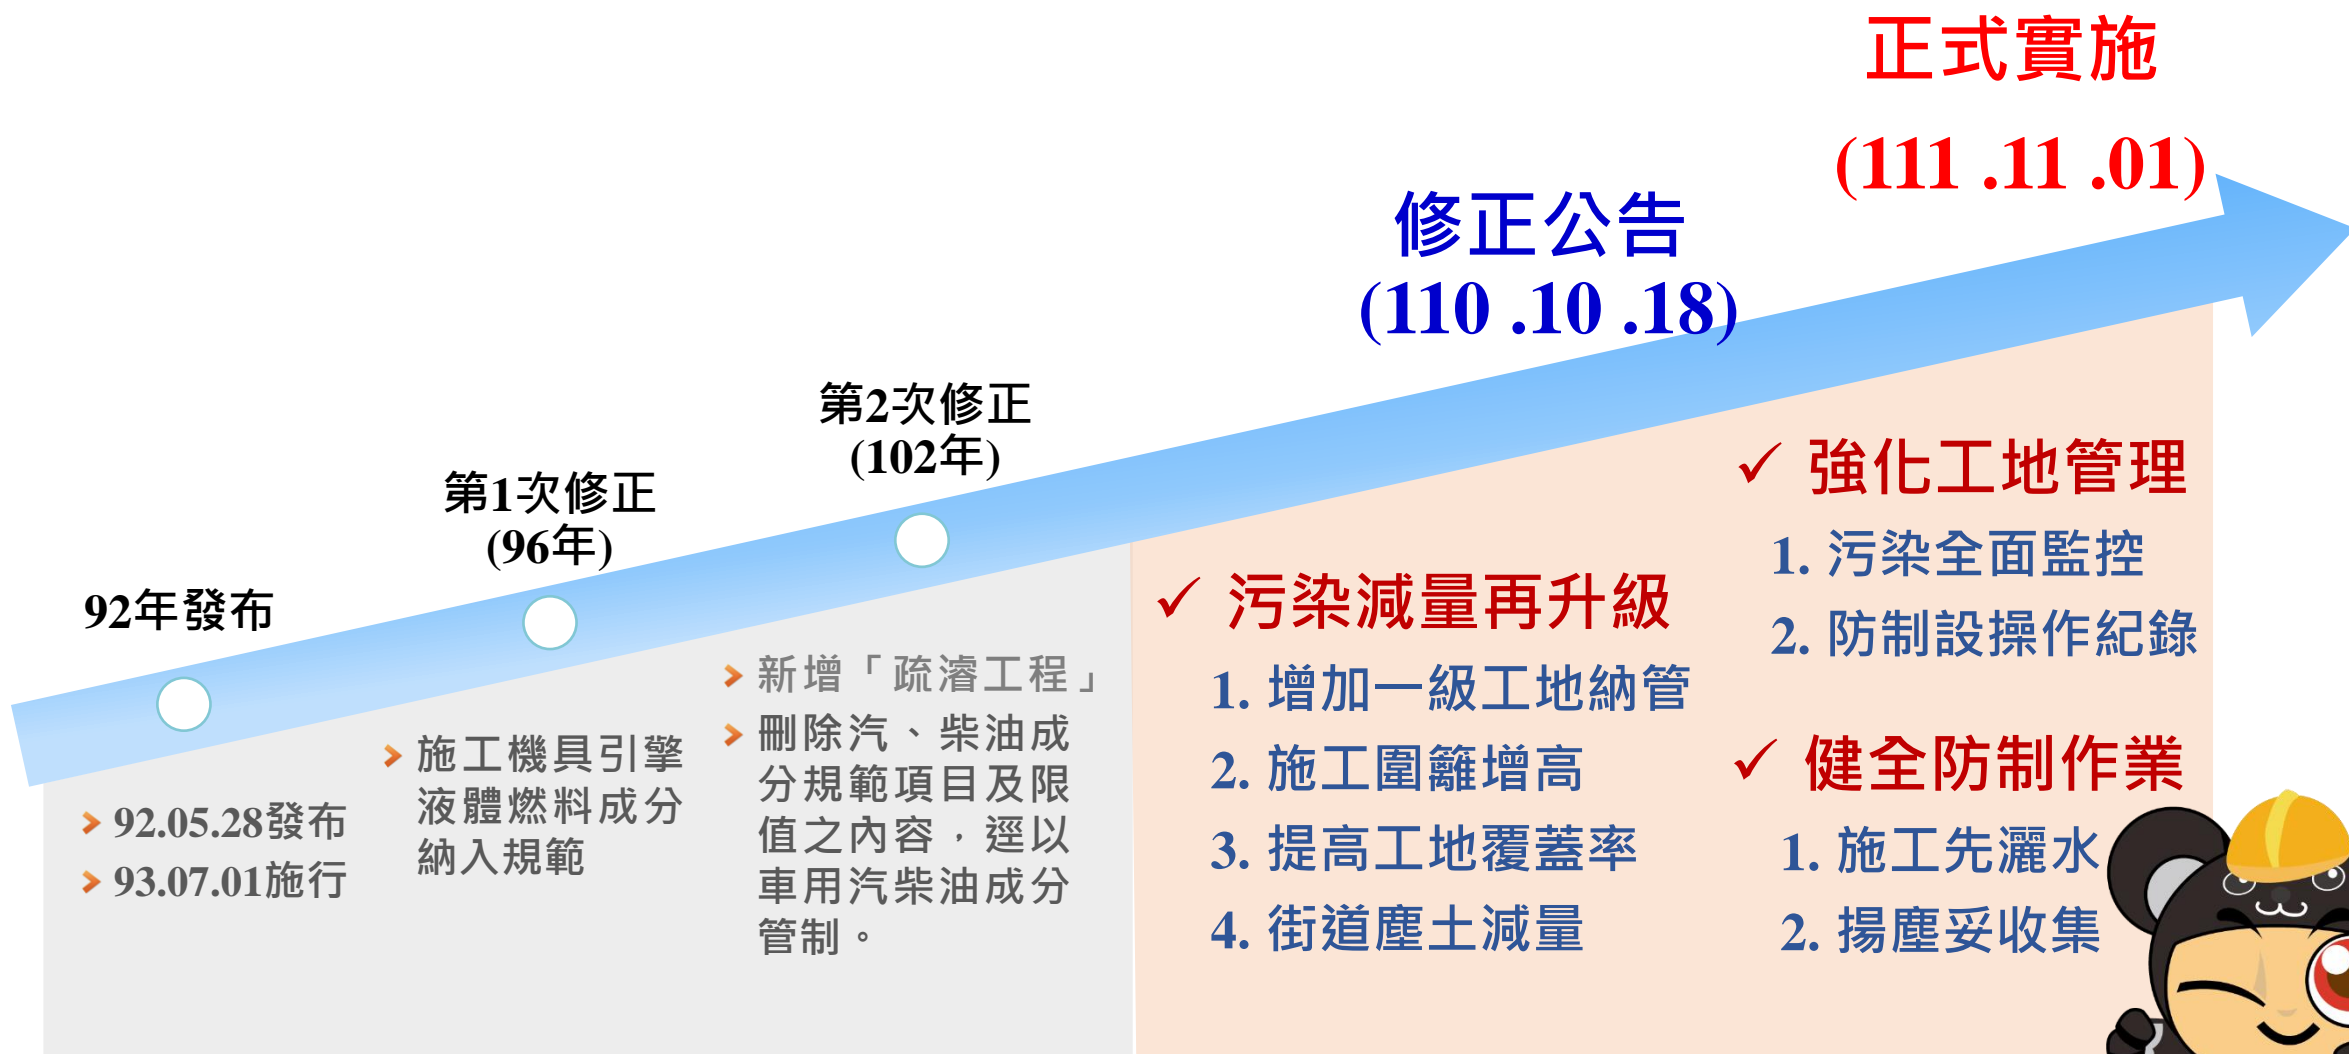 正式實施
(111 .11 .01)
修正公告
(110 .10 .18)
第2次修正
(102年)
第1次修正
(96年)
92年發布
92.05.28發布
93.07.01施行
施工機具引擎
液體燃料成分
納入規範
新增「疏濬工程」
刪除汽、柴油成
分規範項目及限
值之內容，逕以
車用汽柴油成分
管制。
✓ 污染減量再升級
1. 增加一級工地納管
2. 施工圍籬增高
3. 提高工地覆蓋率
4. 街道塵土減量
✓ 強化工地管理
1. 污染全面監控
2. 防制設操作紀錄
✓ 健全防制作業
1. 施工先灑水
2. 揚塵妥收集